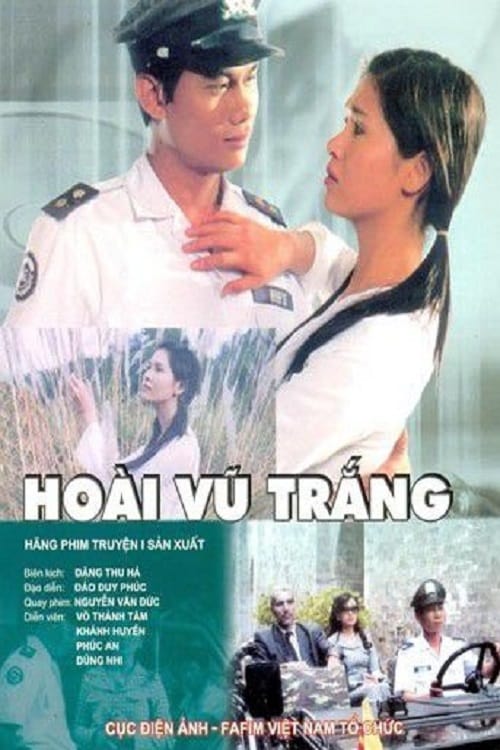 HOÀI VŨ TRẮNG
HÃNG PHIM TRUYỆN I SẢN XUẤT
Biên kịch: ĐẶNG THU HÀ
Đạo diễn: ĐÀO DUY PHÚC
Quay phim: NGUYỄN VĂN ĐỨC
Diễn viên: VÕ THÀNH TÂM
KHÁNH HUYỀN
PHÚC AN
DŨNG NHI
CỤC ĐIỆN ẢNH - FAFIM VIỆT NAM TỔ CHỨC